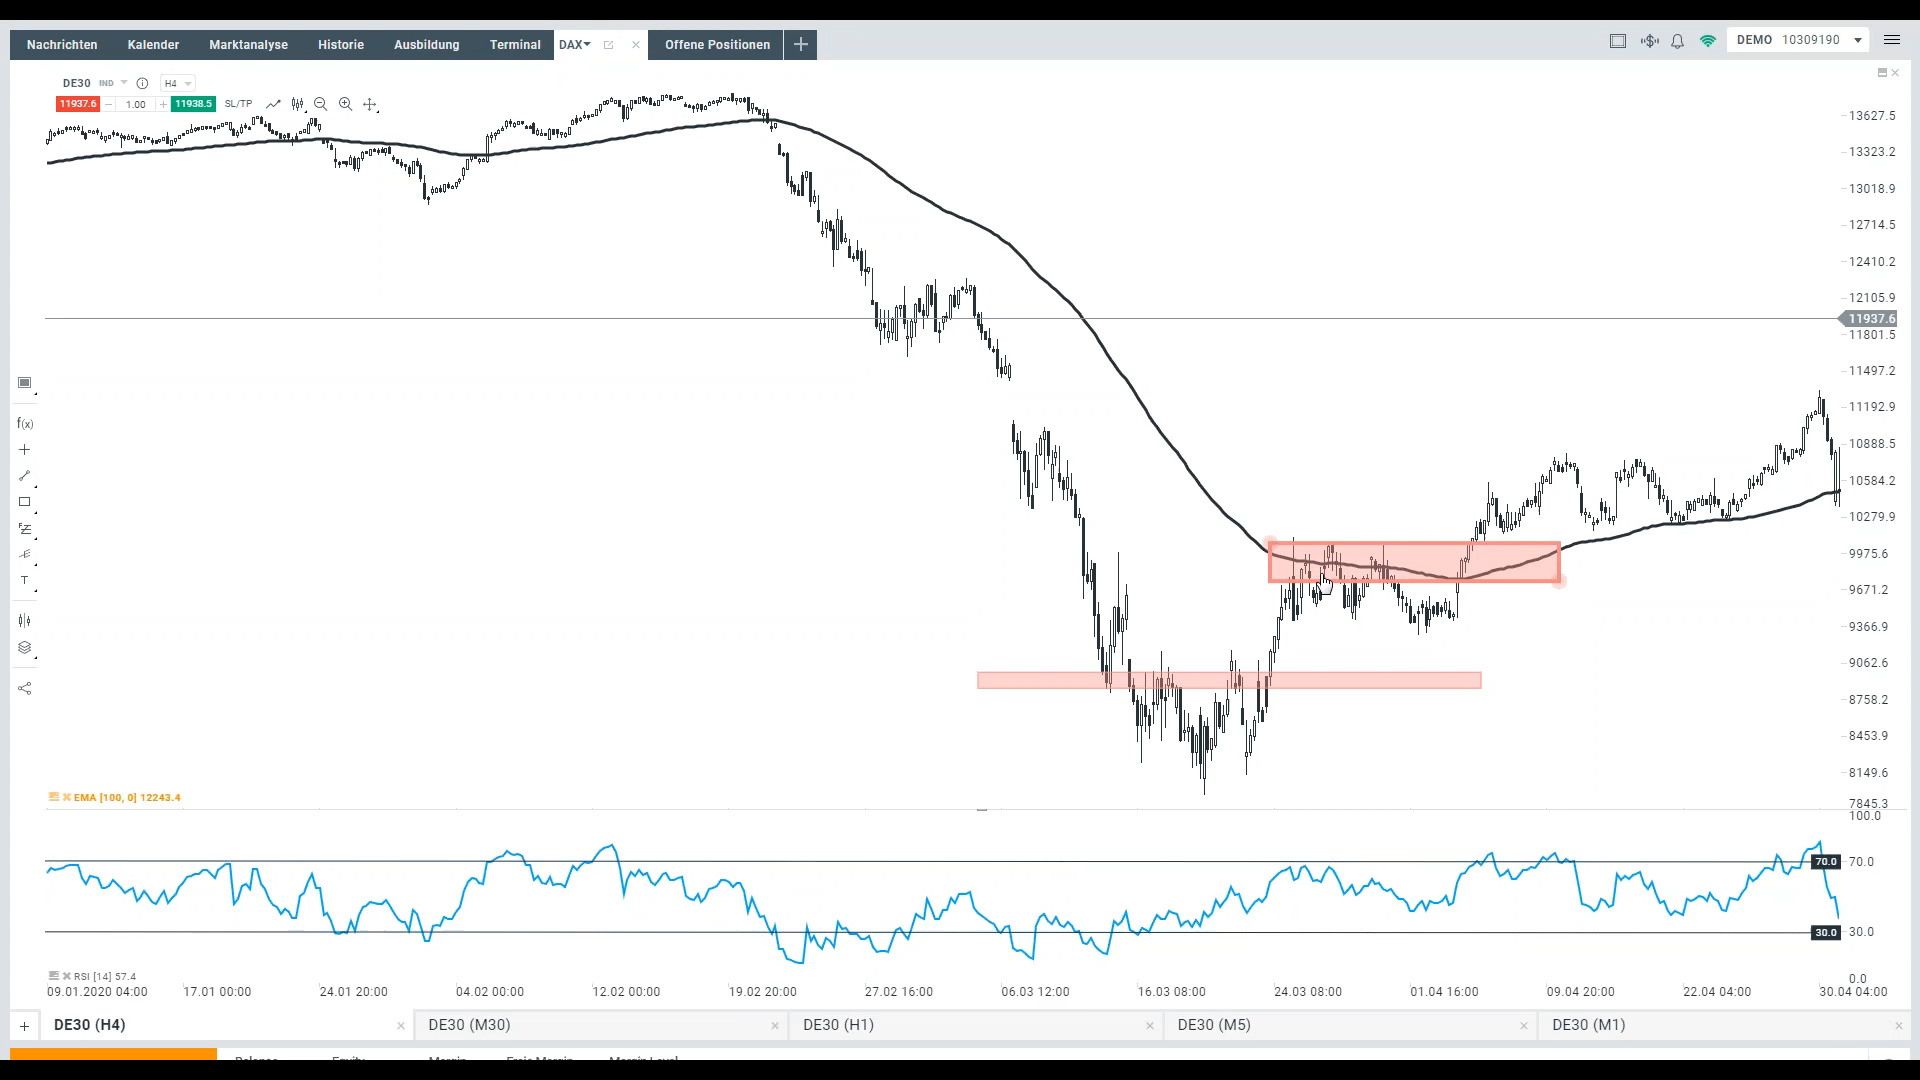 Nachrichten Kalender Marktanalyse Historie Ausbildung Terminal DAX Offene Positionen
DEMO 10309190
DE30 IND H4
11937.6 1.00 11938.5 SL/TP
13627.5
13323.2
13018.9
12714.5
12410.2
12105.9
11937.6
11801.5
11497.2
11192.9
10888.5
10584.2
10279.9
9975.6
9671.2
9366.9
9062.6
8758.2
8453.9
8149.6
7845.3
f(x)
T
EMA [100, 0] 12243.4
100.0
70.0 70.0
30.0 30.0
0.0
RSI [14] 57.4
09.01.2020 04:00 17.01 00:00 24.01 20:00 04.02 00:00 12.02 00:00 19.02 20:00 27.02 16:00 06.03 12:00 16.03 08:00 24.03 08:00 01.04 16:00 09.04 20:00 22.04 04:00 30.04 04:00
DE30 (H4) DE30 (M30) DE30 (H1) DE30 (M5) DE30 (M1)
Balance Equity Margin Freie Margin Margin Level